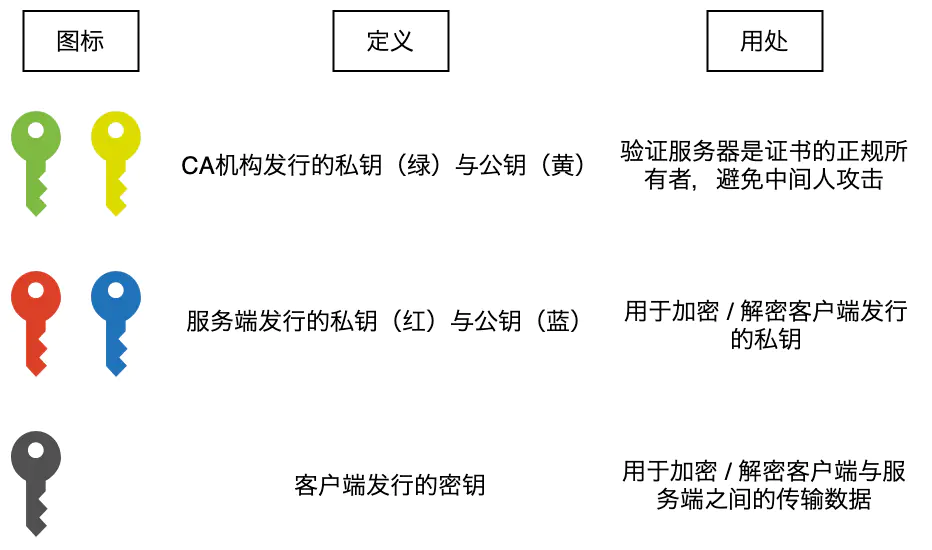 图标
定义
用处
CA机构发行的私钥（绿）与公钥（黄）
验证服务器是证书的正规所
有者，避免中间人攻击
服务端发行的私钥（红）与公钥（蓝）
用于加密 / 解密客户端发行
的私钥
客户端发行的密钥
用于加密 / 解密客户端与服
务端之间的传输数据